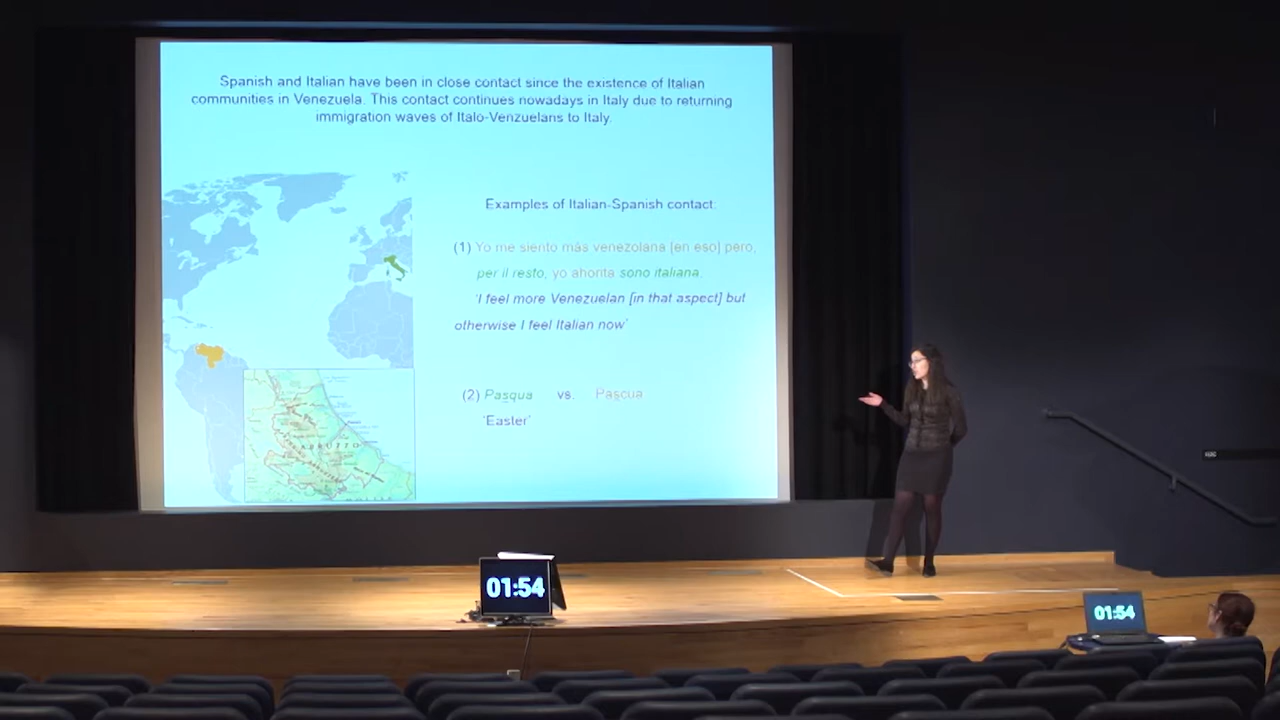 Spanish and Italian have been in close contact since the existence of Italian
communities in Venezuela. This contact continues nowadays in Italy due to returning
immigration waves of Italo-Venzuelans to Italy.
Examples of Italian-Spanish contact:
(1) Yo me siento más venezolana [en eso] pero,
per il resto, yo ahorita sono italiana.
'I feel more Venezuelan [in that aspect] but
otherwise I feel Italian now'
(2) Pasqua vs. Pascua
'Easter'
ABRUZZO
01:54
01:54